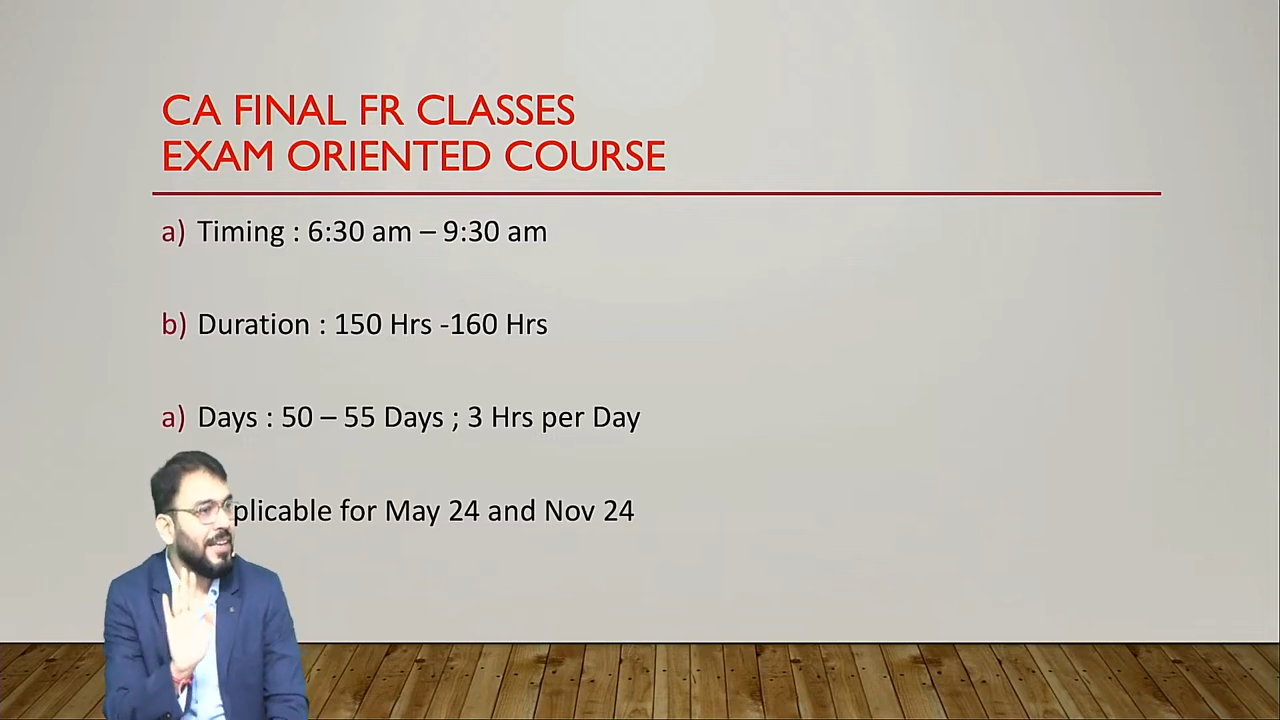 CA FINAL FR CLASSES
EXAM ORIENTED COURSE
a) Timing : 6:30 am – 9:30 am
b) Duration : 150 Hrs -160 Hrs
a) Days : 50 – 55 Days ; 3 Hrs per Day
plicable for May 24 and Nov 24